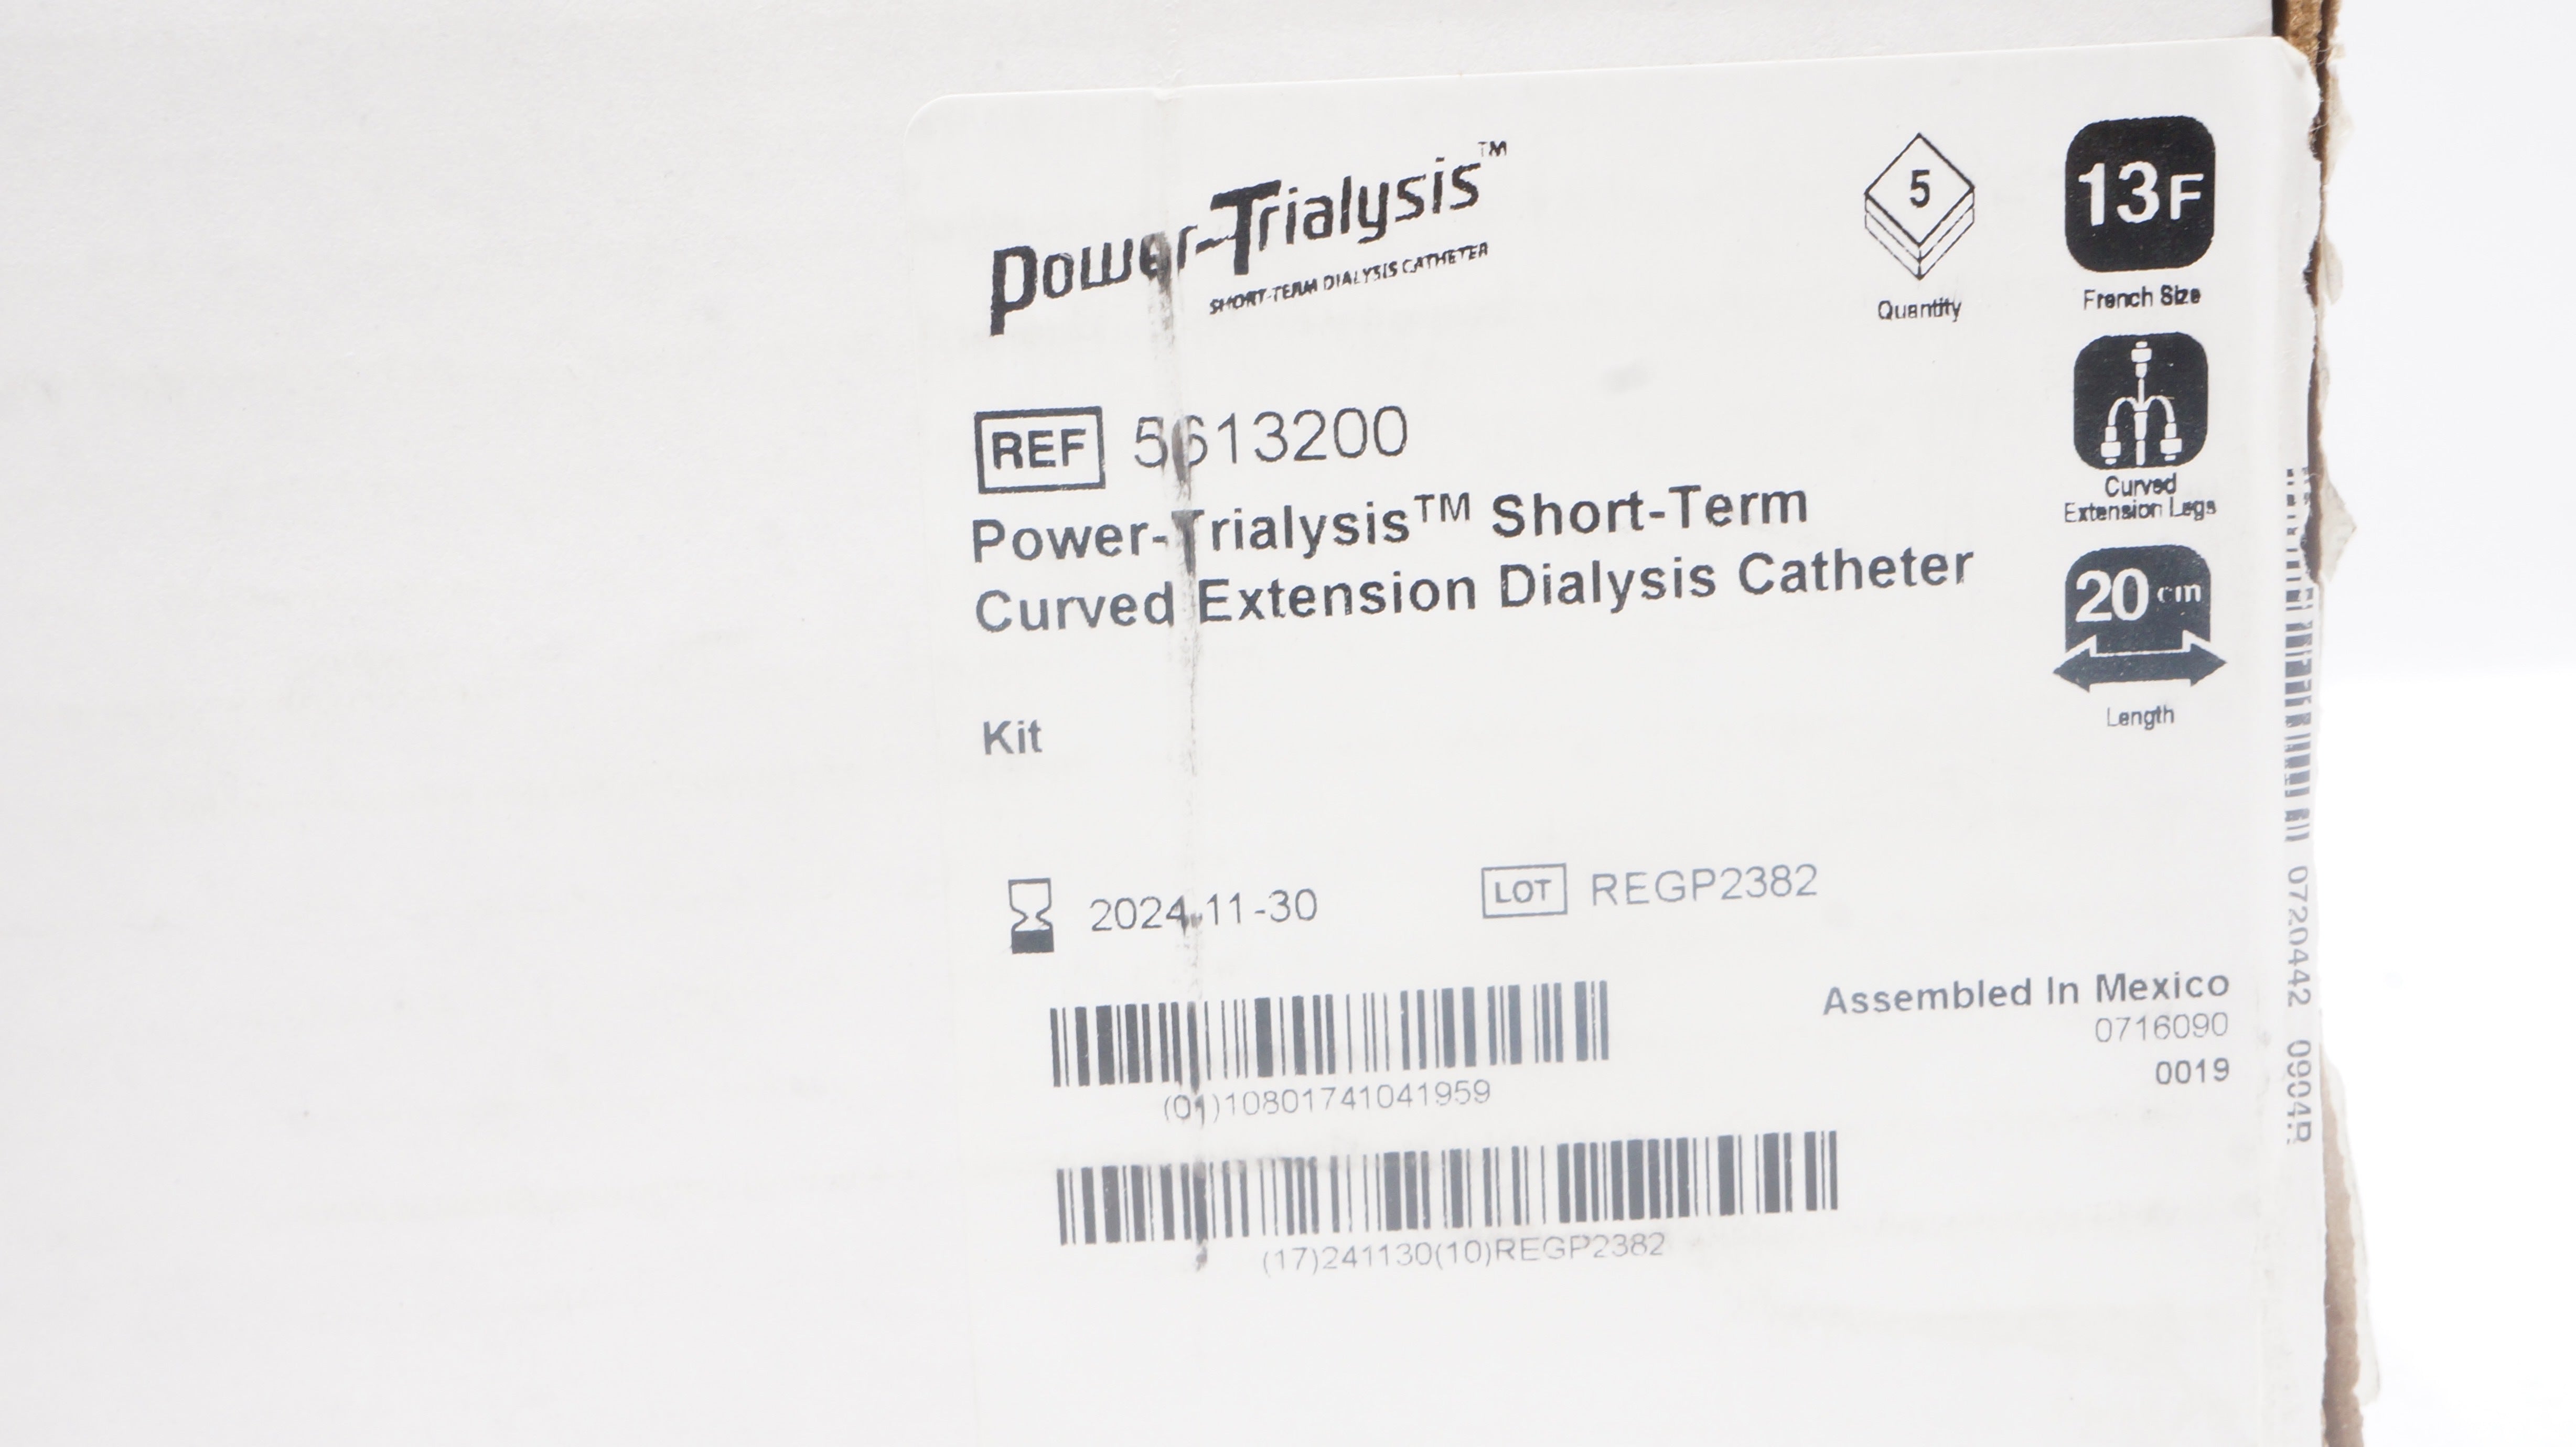 Power-Trialysis™
SHORT-TERM DIALYSIS CATHETER
5
Quantity
13F
French Size
REF 5613200
Power-Trialysis™ Short-Term
Curved Extension Dialysis Catheter
Curved
Extension Legs
20 cm
Length
Kit
2024-11-30
LOT REGP2382
Assembled In Mexico
0716090
0019
(01)10801741041959
(17)241130(10)REGP2382
0720442 0904R